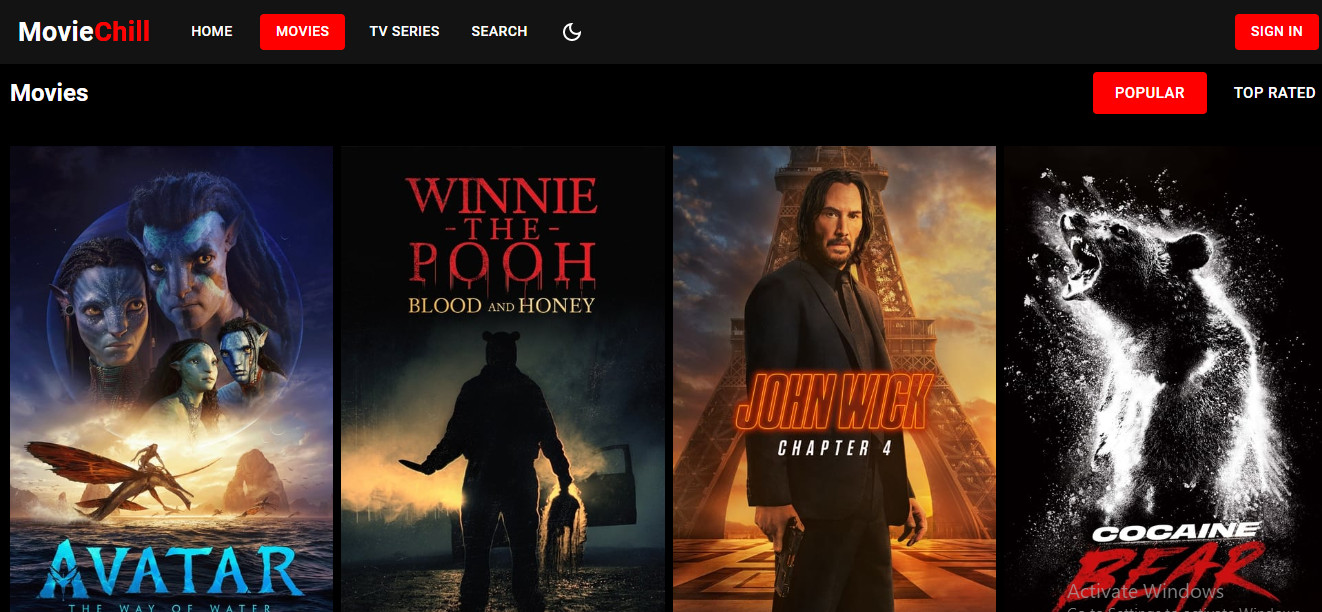 MovieChill HOME MOVIES TV SERIES SEARCH SIGN IN
Movies POPULAR TOP RATED
WINNIE
-THE-
POOH
BLOOD AND HONEY
JOHN WICK
CHAPTER 4
COCAINE
BEAR
AVATAR
THE WAY OF WATER
Activate Windows
Go to Settings to activate Windows.